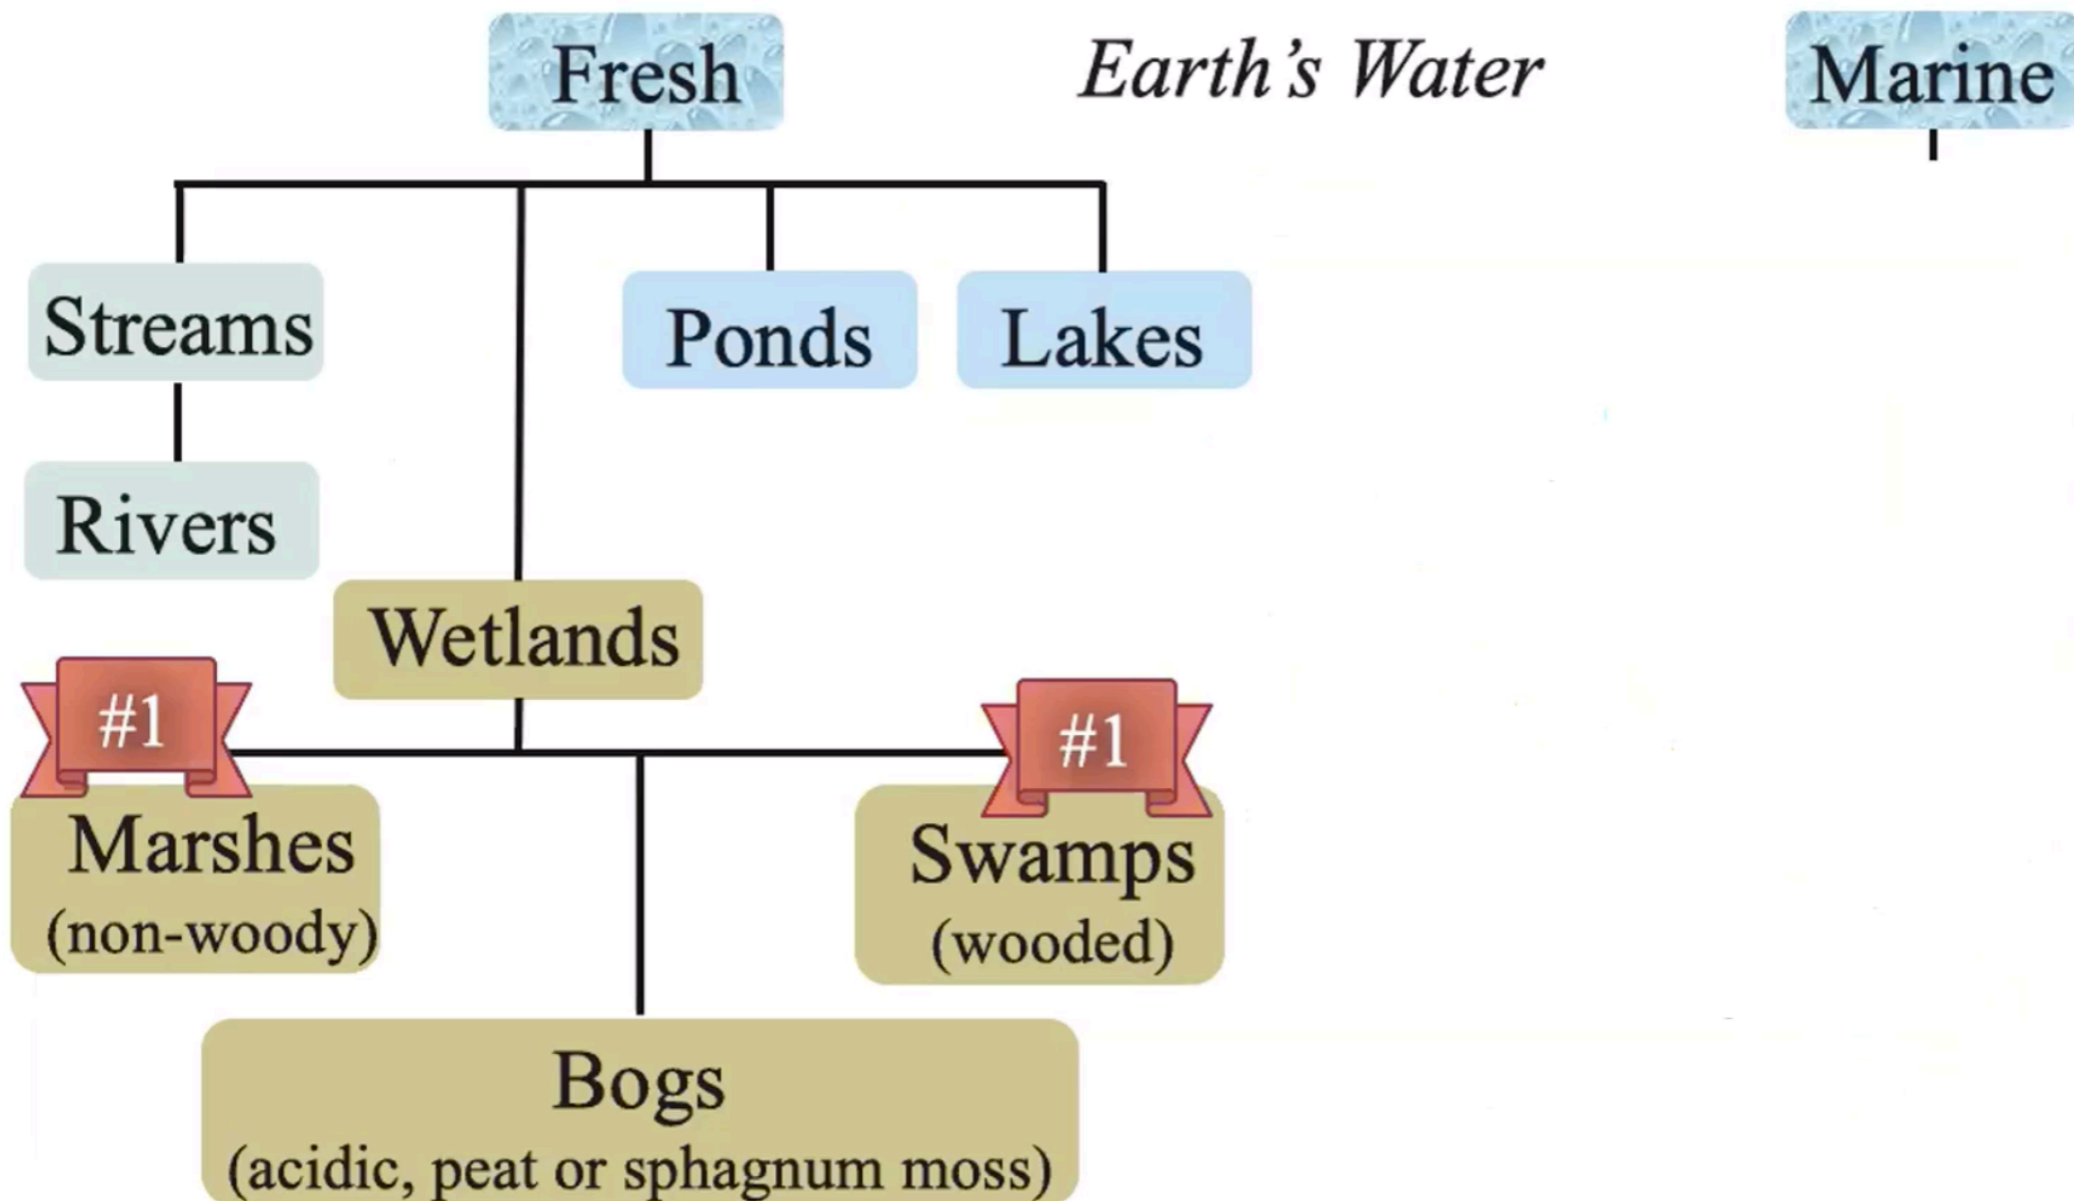 Fresh
Earth's Water
Marine
Streams
Ponds
Lakes
Rivers
Wetlands
#1
#1
Marshes
(non-woody)
Swamps
(wooded)
Bogs
(acidic, peat or sphagnum moss)